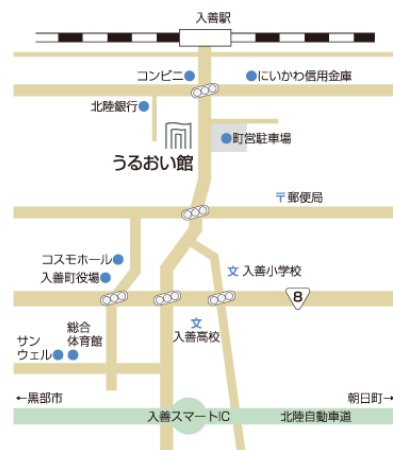 入善駅
コンビニ
にいかわ信用金庫
北陸銀行
町営駐車場
うるおい館
〒郵便局
コスモホール
入善町役場
文 入善小学校
8
文
入善高校
総合
体育館
サン
ウェル
←黒部市
朝日町→
入善スマートIC
北陸自動車道